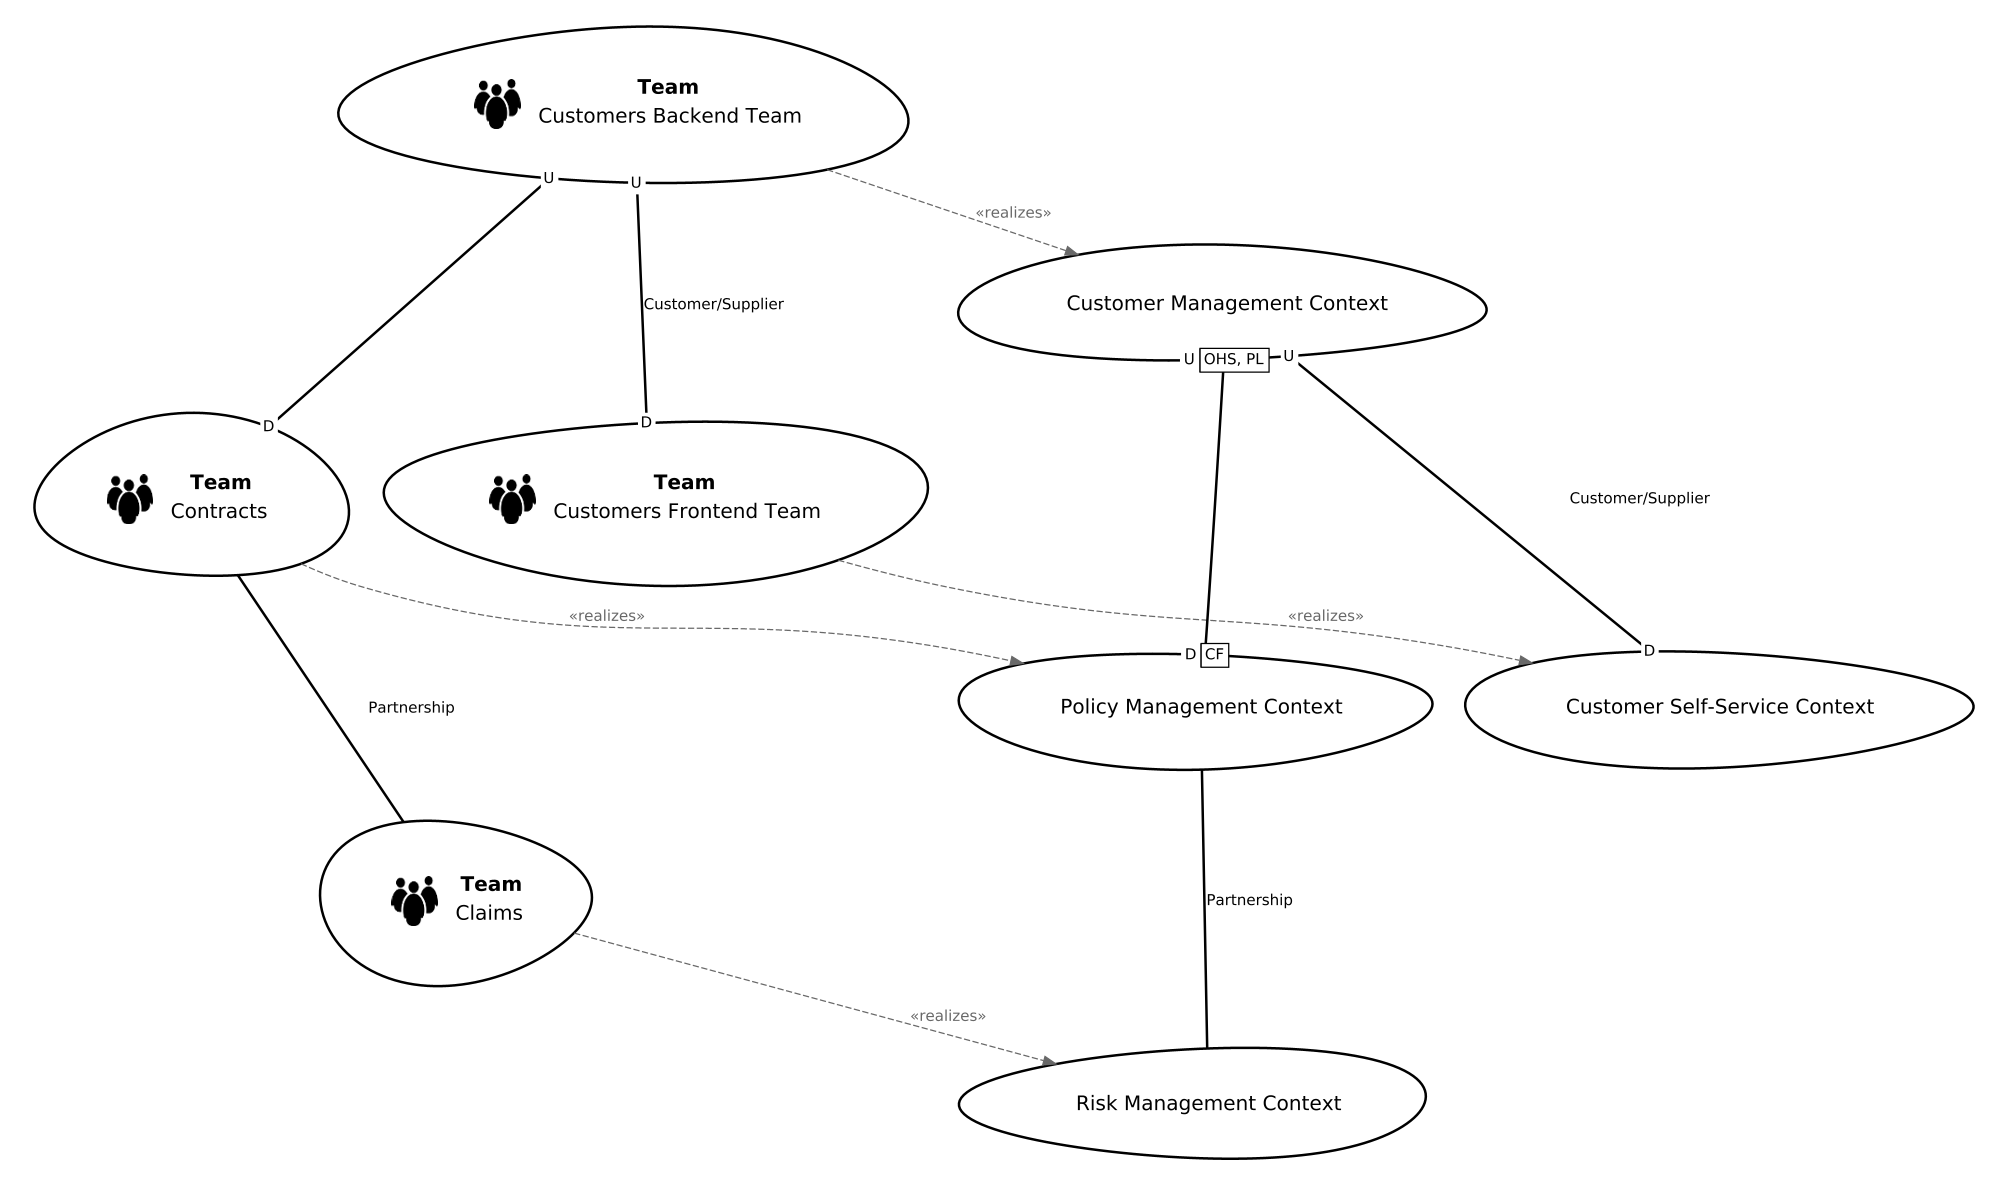 Team
Customers Backend Team
U
U
«realizes»
Customer/Supplier
Customer Management Context
U
OHS, PL
U
D
D
Team
Contracts
Team
Customers Frontend Team
Customer/Supplier
«realizes»
«realizes»
D
CF
D
Policy Management Context
Customer Self-Service Context
Partnership
Team
Claims
Partnership
«realizes»
Risk Management Context